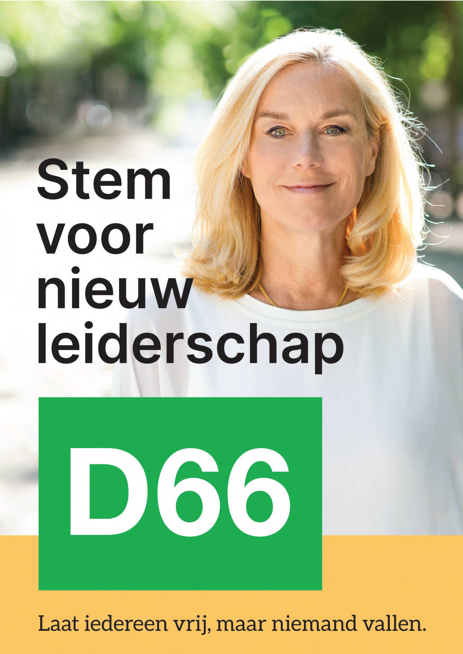 Stem
voor
nieuw
leiderschap
D66
Laat iedereen vrij, maar niemand vallen.